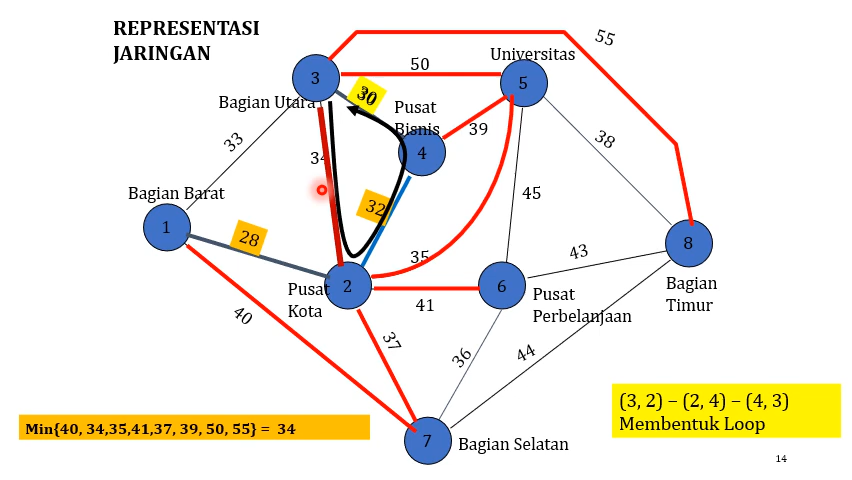 REPRESENTASI
JARINGAN
55
Universitas
50
3
5
30
Bagian Utara
Pusat
Bisnis
39
4
38
33
34
Bagian Barat
45
32
1
28
8
35
43
2
6
Pusat
Kota
41
Pusat
Perbelanjaan
Bagian
Timur
40
37
36
44
(3, 2) – (2, 4) – (4, 3)
Membentuk Loop
Min{40, 34,35,41,37, 39, 50, 55} = 34
7
Bagian Selatan
14